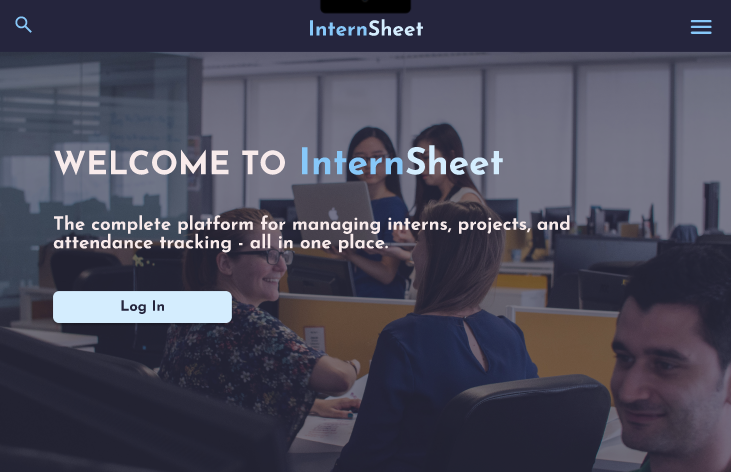 InternSheet
WELCOME TO InternSheet
The complete platform for managing interns, projects, and
attendance tracking - all in one place.
Log In